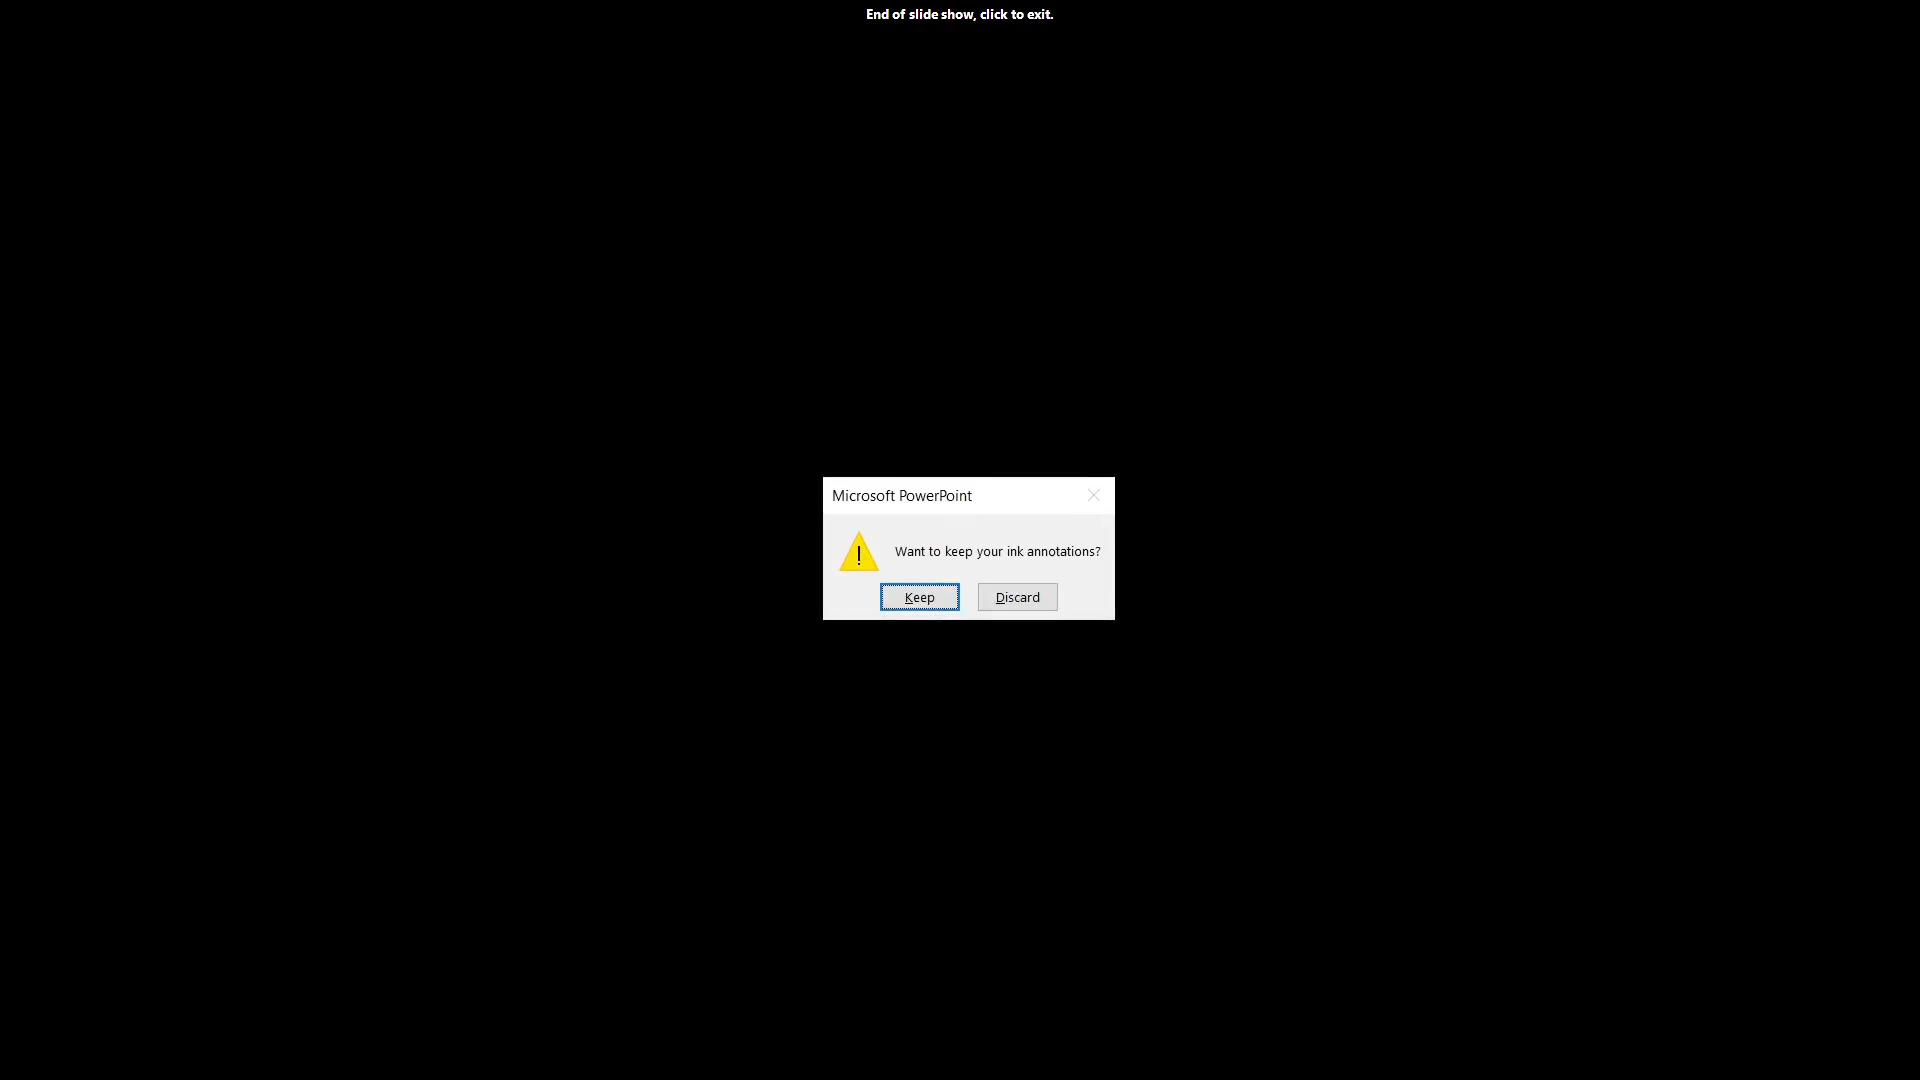 End of slide show, click to exit.
Microsoft PowerPoint
Want to keep your ink annotations?
Keep
Discard